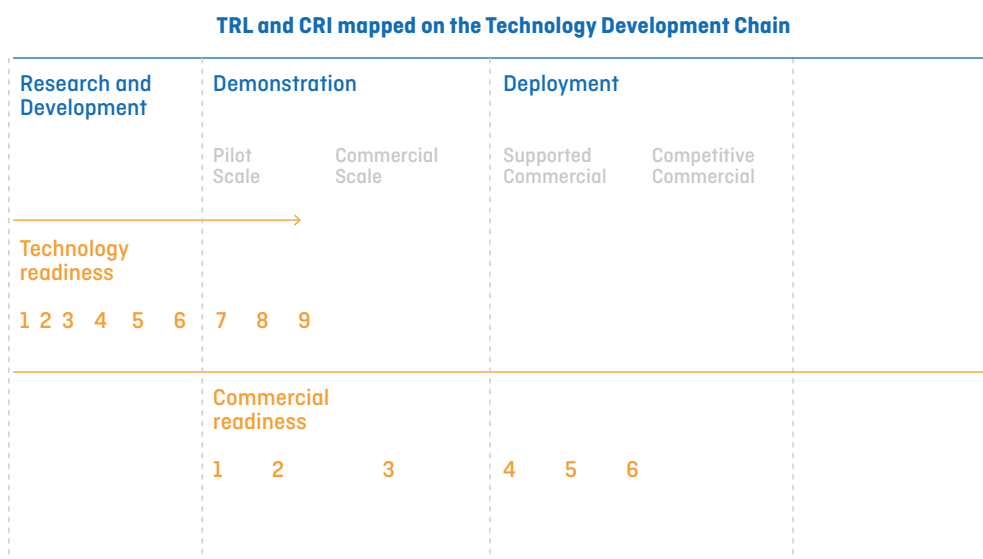 TRL and CRI mapped on the Technology Development Chain
Research and
Development
Demonstration
Deployment
Pilot
Scale
Commercial
Scale
Supported
Commercial
Competitive
Commercial
Technology
readiness
1 2 3 4 5 6 7 8 9
Commercial
readiness
1 2 3 4 5 6